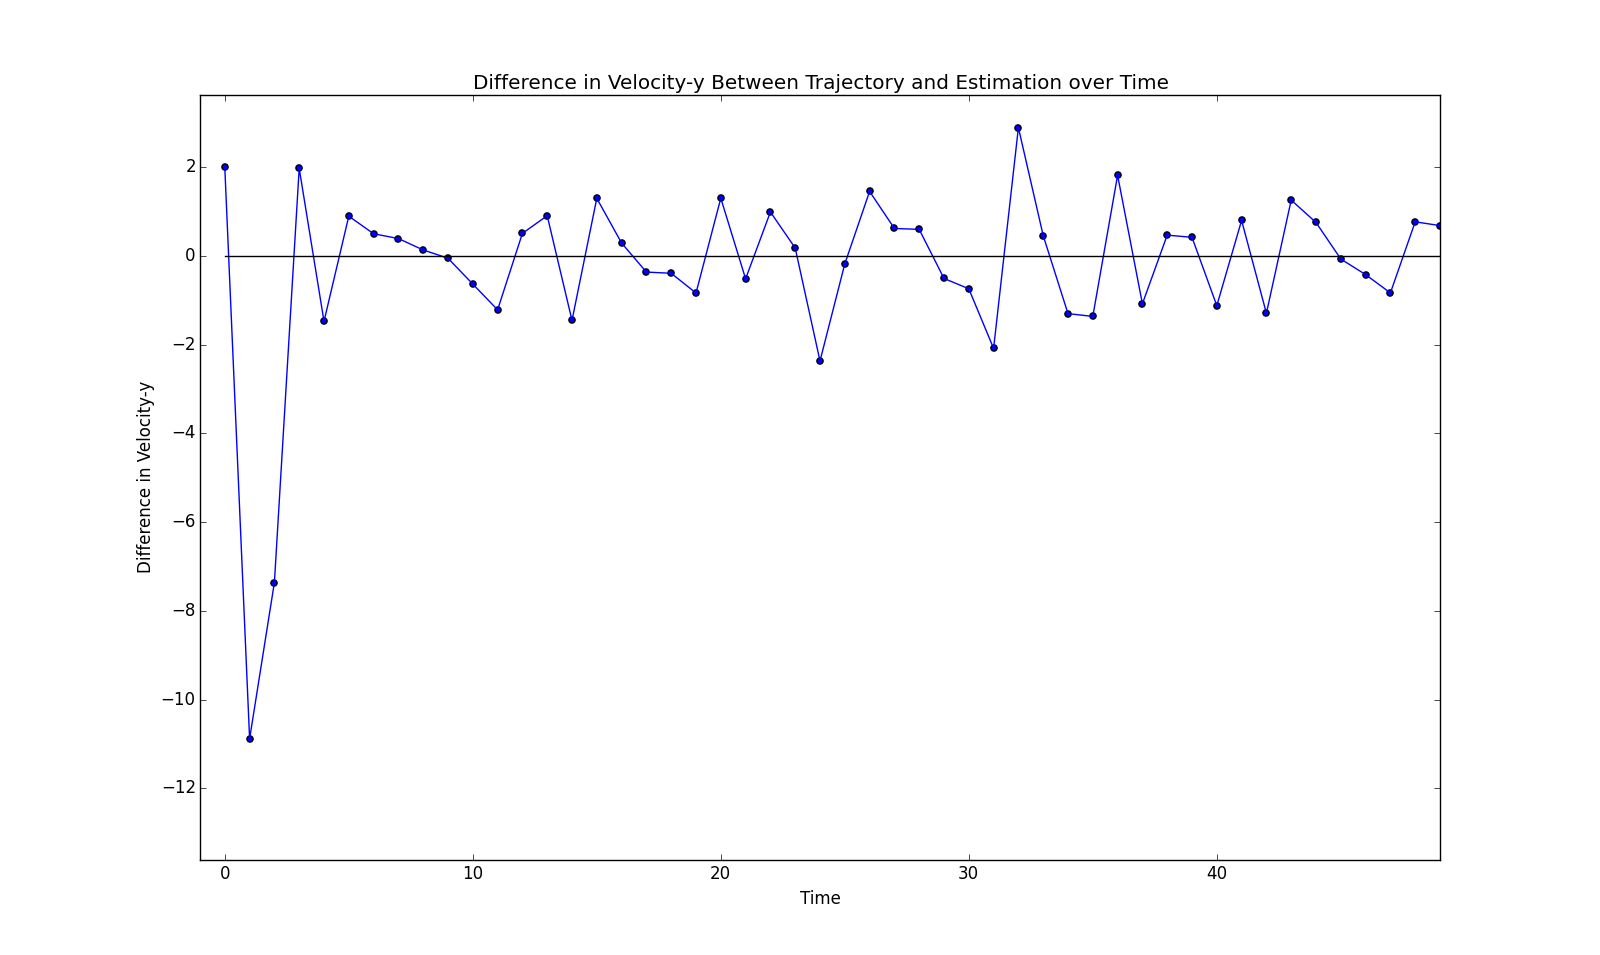 Difference in Velocity-y Between Trajectory and Estimation over Time
2
0
−2
−4
−6
−8
−10
−12
Difference in Velocity-y
0 10 20 30 40
Time